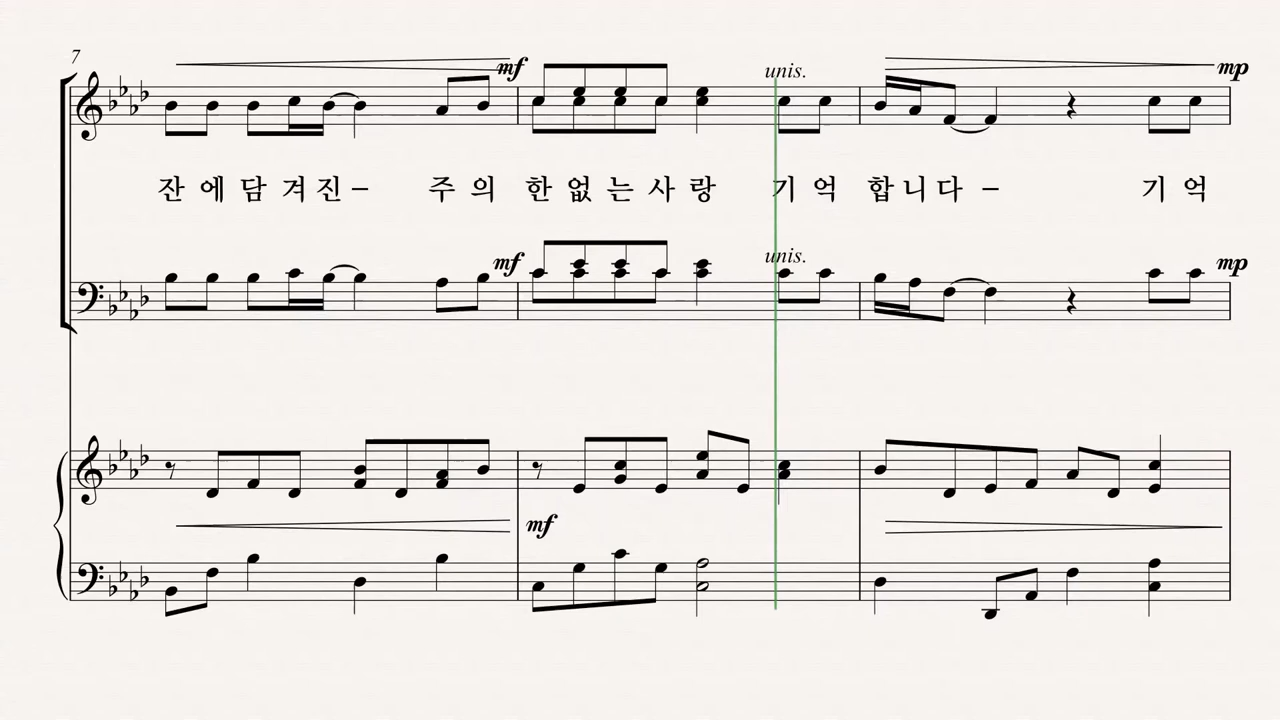 7
mf
unis.
mp
잔 에 담 겨 진 – 주 의 한 없 는 사 랑 기 억 합 니 다 – 기 억
mf
unis.
mp
mf